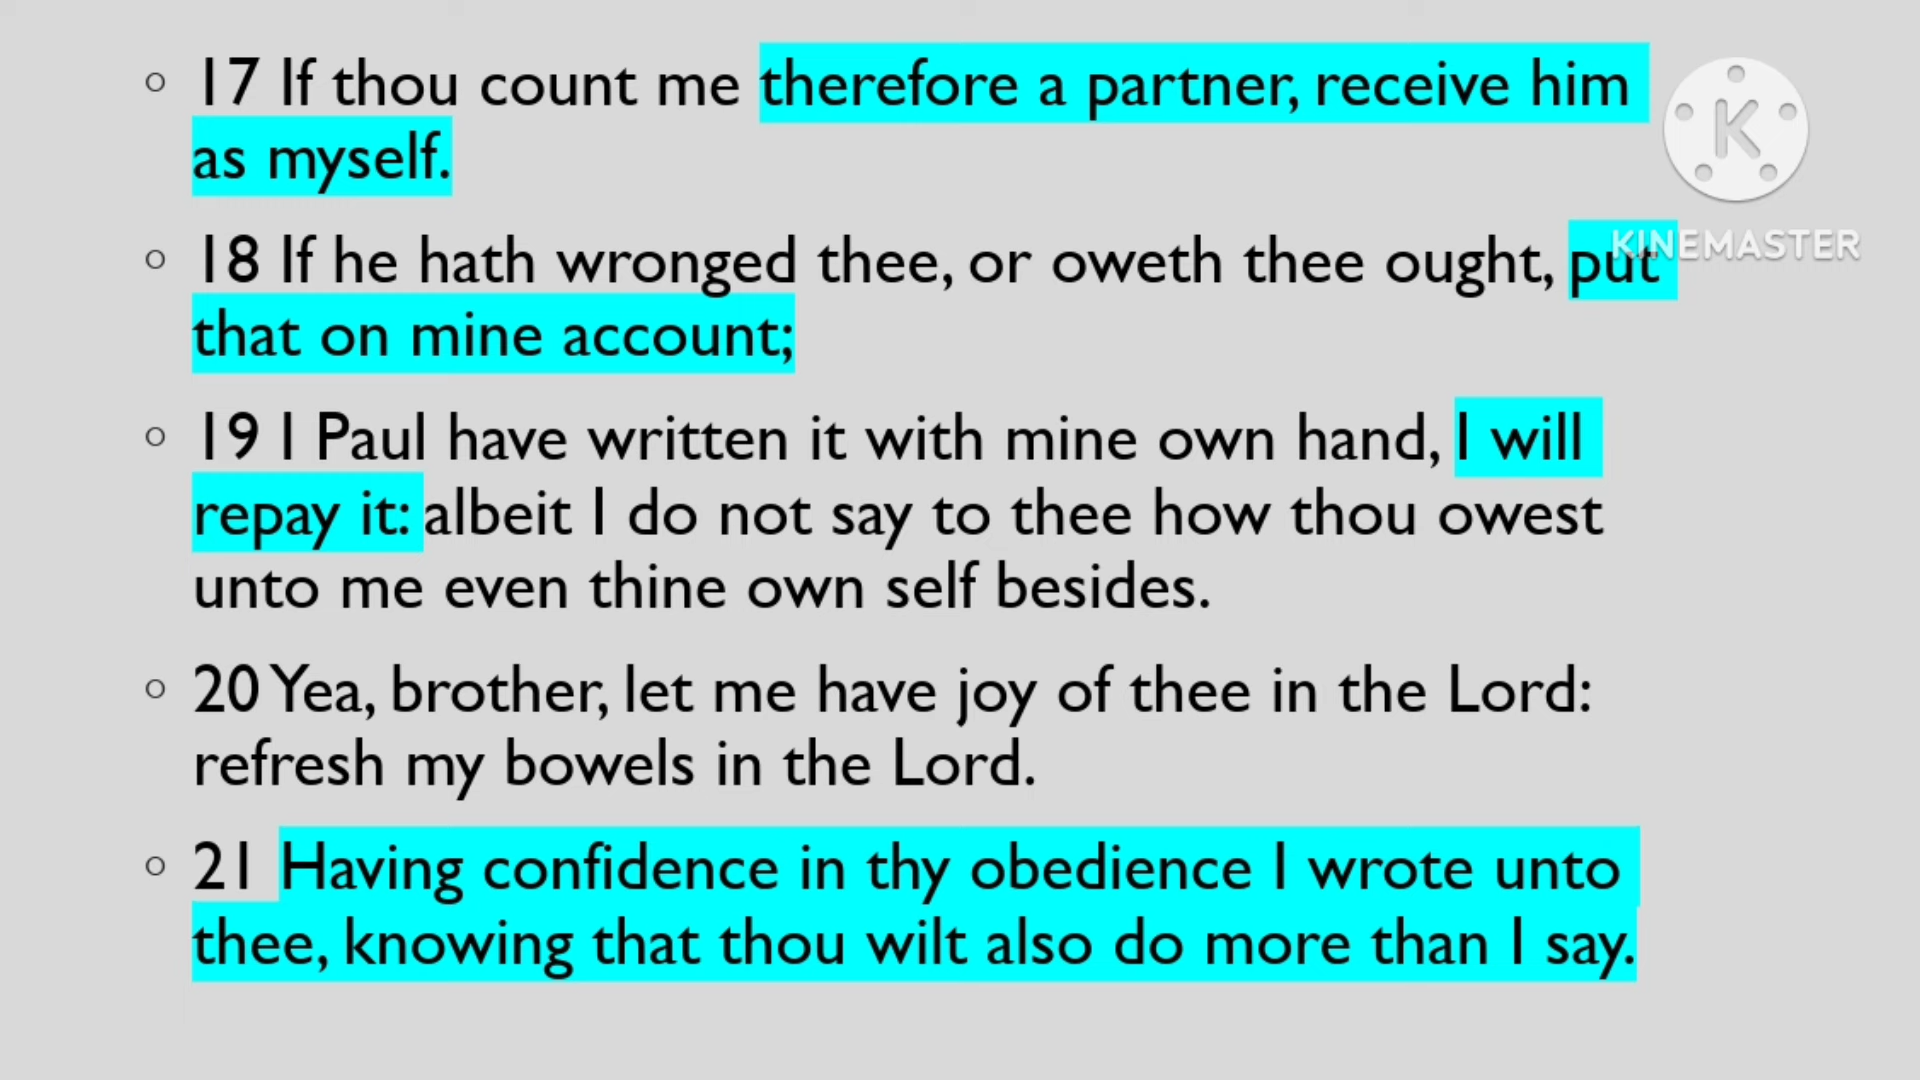 17 If thou count me therefore a partner, receive him
as myself.
K
KINEMASTER
18 If he hath wronged thee, or oweth thee ought, put
that on mine account;
19 I Paul have written it with mine own hand, I will
repay it: albeit I do not say to thee how thou owest
unto me even thine own self besides.
20 Yea, brother, let me have joy of thee in the Lord:
refresh my bowels in the Lord.
21 Having confidence in thy obedience I wrote unto
thee, knowing that thou wilt also do more than I say.